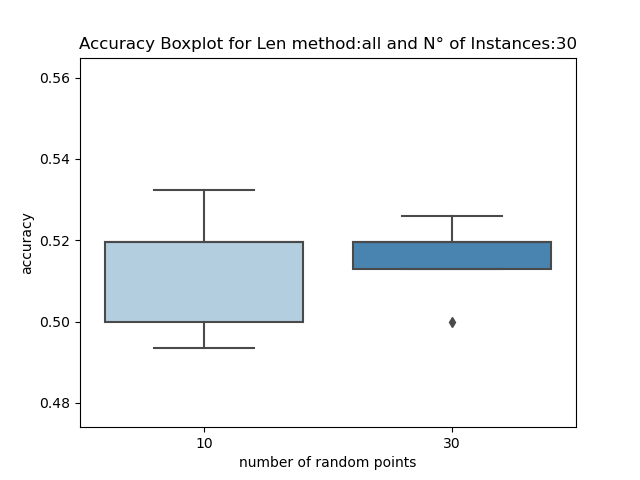 Accuracy Boxplot for Len method:all and N° of Instances:30
0.56
0.54
0.52
0.50
0.48
accuracy
10 30
number of random points